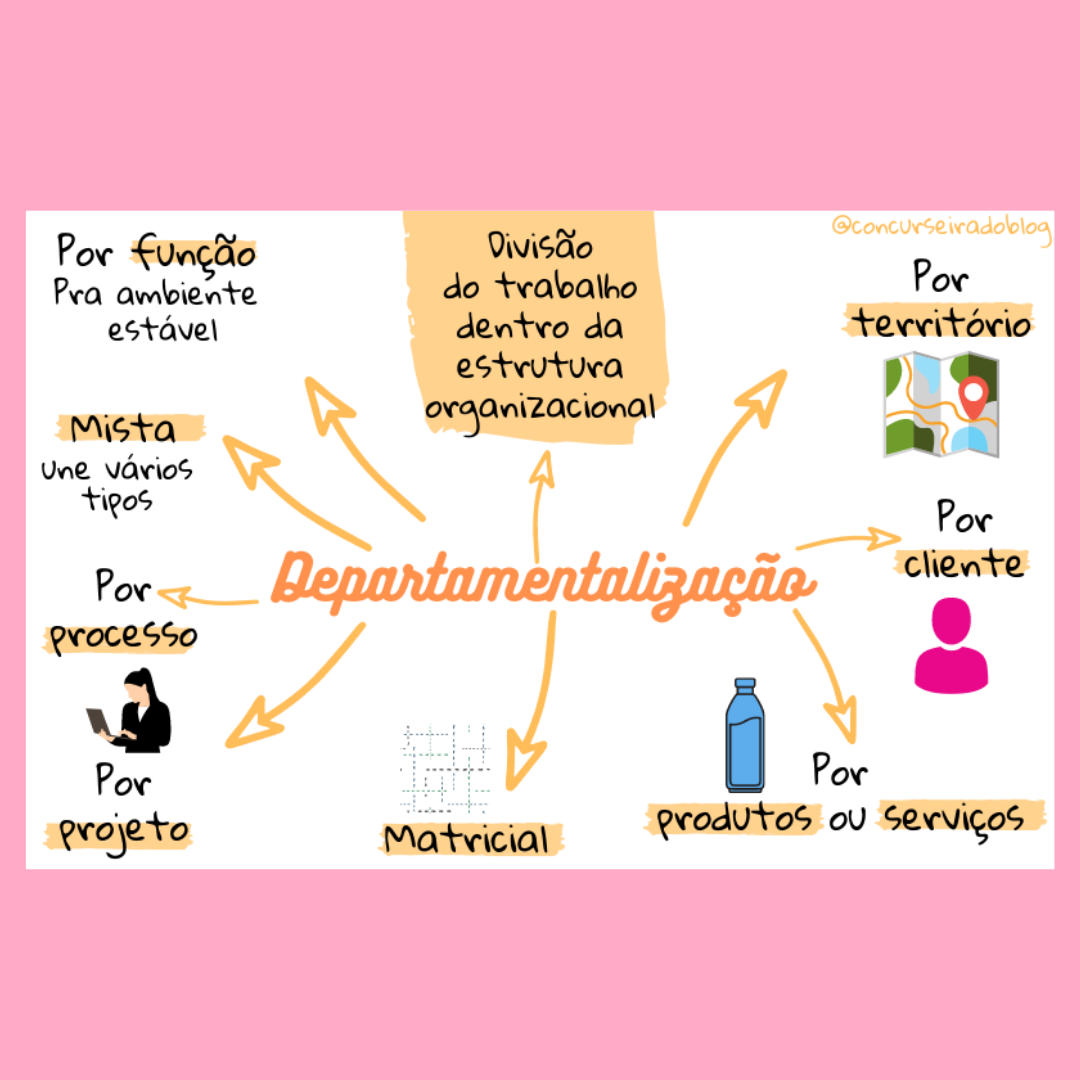 @concurseiradoblog
Por função
Pra ambiente
estável
Divisão
do trabalho
dentro da
estrutura
organizacional
Por
território
Mista
une vários
tipos
Por
cliente
Departamentalização
Por
processo
Por
projeto
Matricial
Por
produtos ou serviços